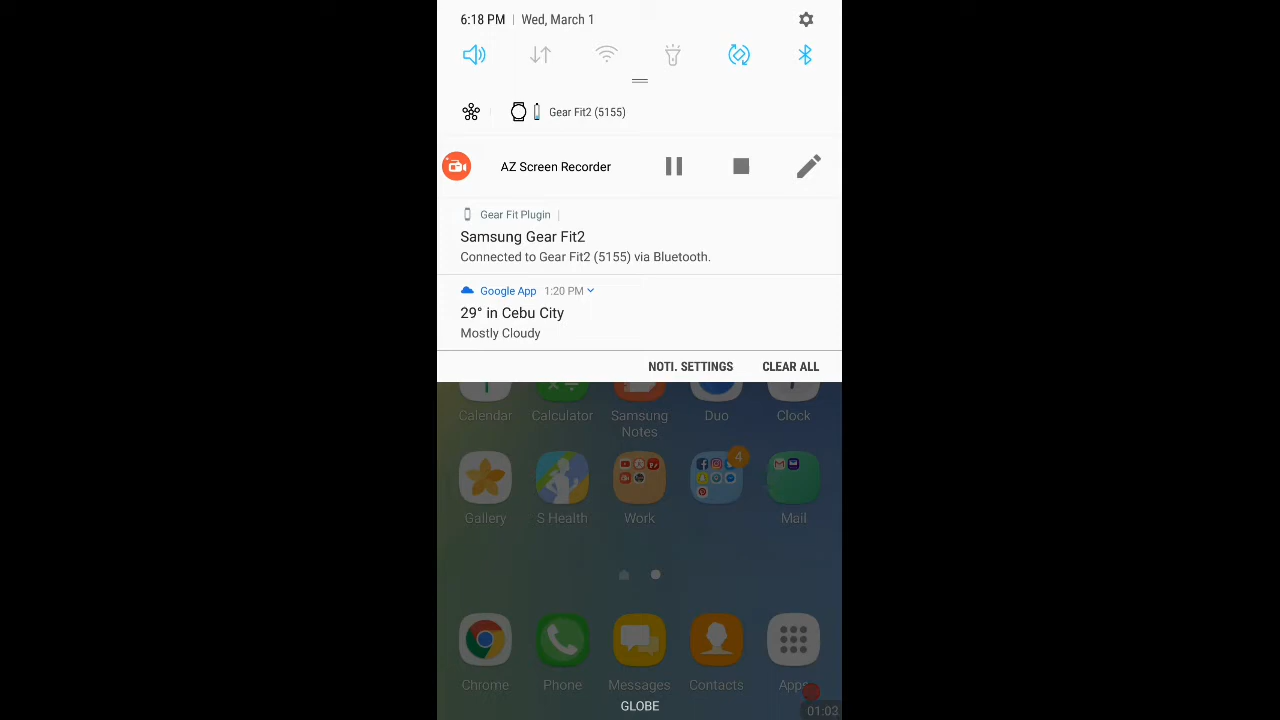 6:18 PM | Wed, March 1
Gear Fit2 (5155)
AZ Screen Recorder
Gear Fit Plugin
Samsung Gear Fit2
Connected to Gear Fit2 (5155) via Bluetooth.
Google App 1:20 PM
29° in Cebu City
Mostly Cloudy
NOTI. SETTINGS CLEAR ALL
Calendar Calculator Samsung Notes Duo Clock
4
Gallery S Health Work Mail
Chrome Phone Messages Contacts Apps
GLOBE
01:03